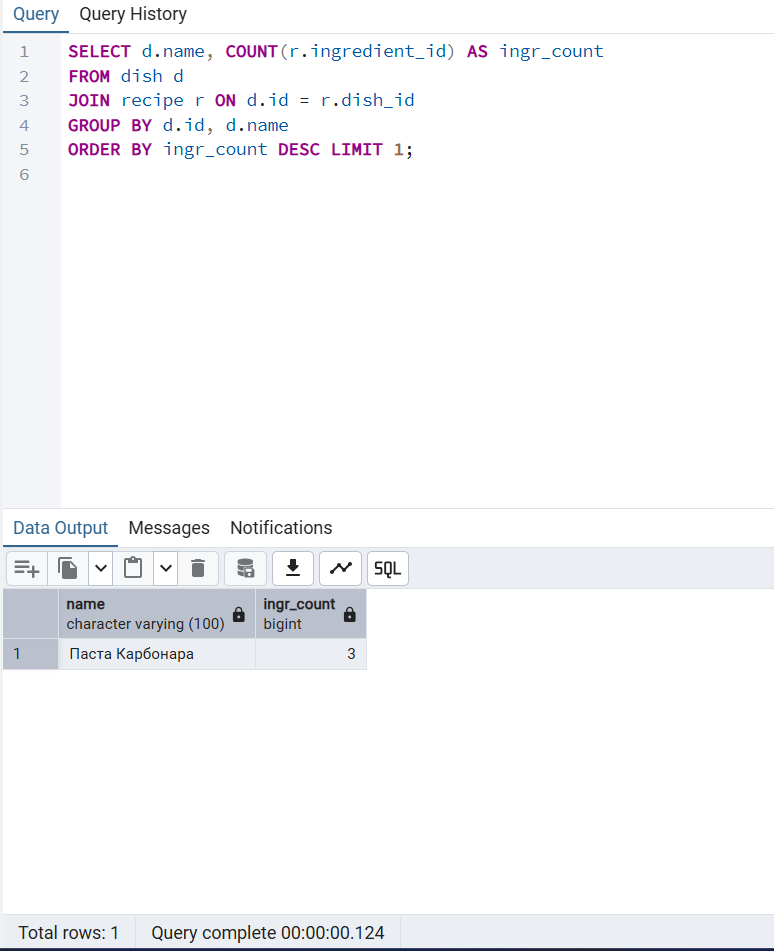 Query Query History
1 SELECT d.name, COUNT(r.ingredient_id) AS ingr_count
2 FROM dish d
3 JOIN recipe r ON d.id = r.dish_id
4 GROUP BY d.id, d.name
5 ORDER BY ingr_count DESC LIMIT 1;
6
Data Output Messages Notifications
SQL
name ingr_count
character varying (100) bigint
1 Паста Карбонара 3
Total rows: 1 Query complete 00:00:00.124